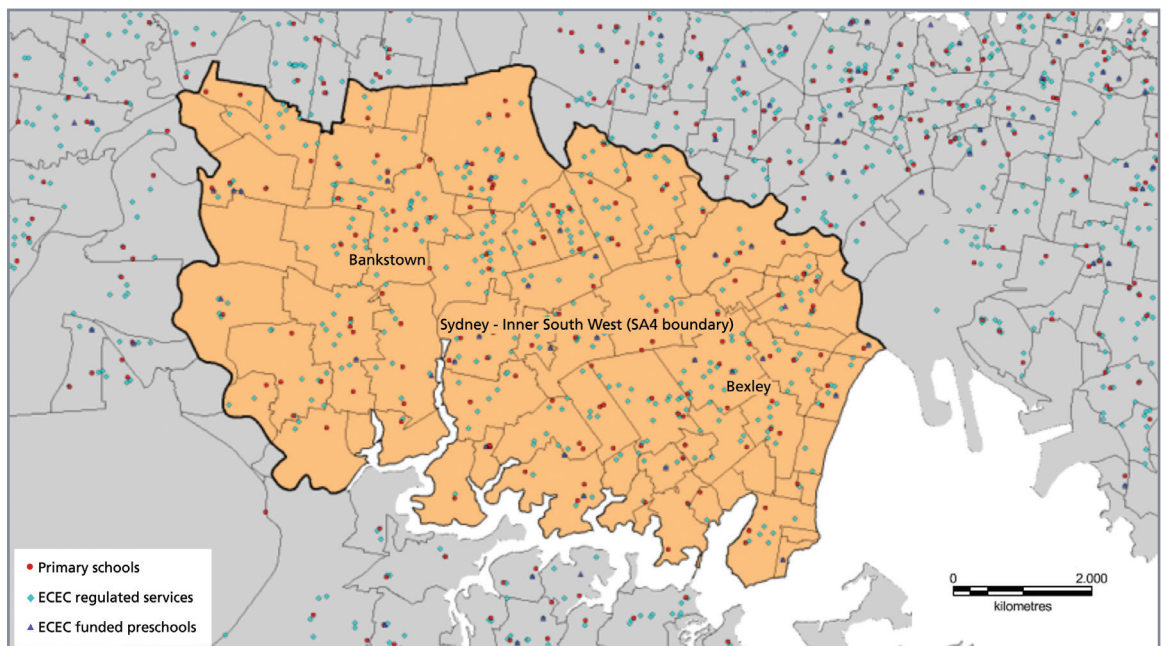 Bankstown
Sydney - Inner South West (SA4 boundary)
Bexley
Primary schools
ECEC regulated services
ECEC funded preschools
0 2.000
kilometres